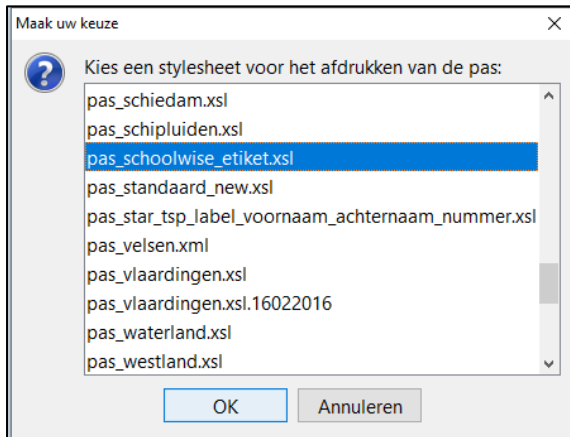 Maak uw keuze
Kies een stylesheet voor het afdrukken van de pas:
pas_schiedam.xsl
pas_schipluiden.xsl
pas_schoolwise_etiket.xsl
pas_standaard_new.xsl
pas_star_tsp_label_voornaam_achternaam_nummer.xsl
pas_velsen.xml
pas_vlaardingen.xsl
pas_vlaardingen.xsl.16022016
pas_waterland.xsl
pas_westland.xsl
OK Annuleren